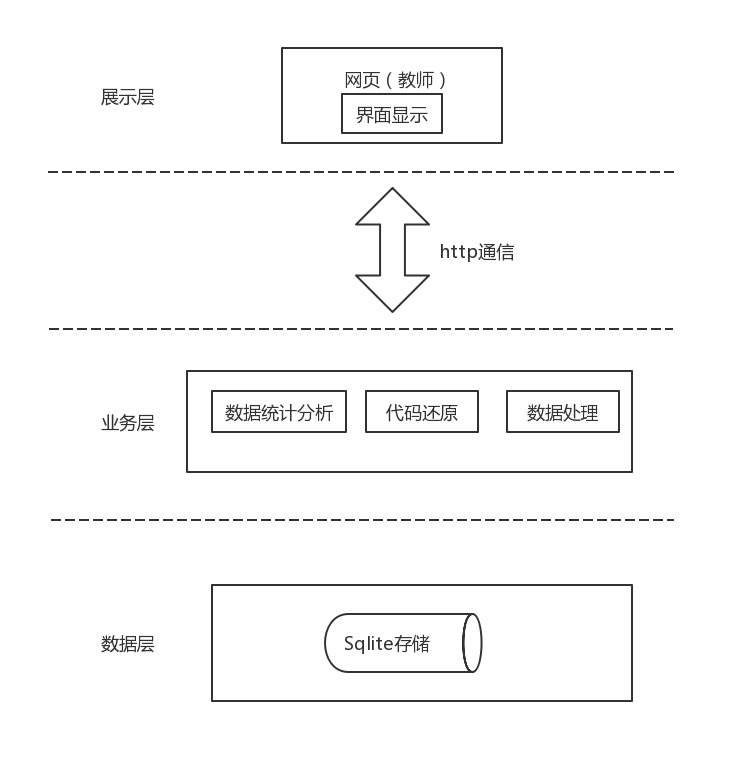 展示层
网页（教师）
界面显示
http通信
业务层
数据统计分析
代码还原
数据处理
数据层
Sqlite存储